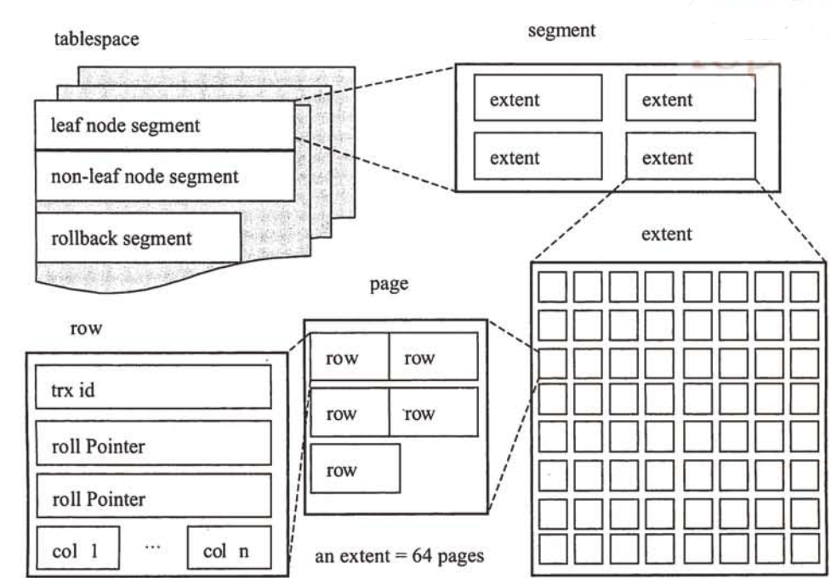 tablespace
segment
leaf node segment
non-leaf node segment
rollback segment
extent extent
extent extent
extent
page
row
row row
row row
row
trx id
roll Pointer
roll Pointer
col 1 ... col n
an extent = 64 pages